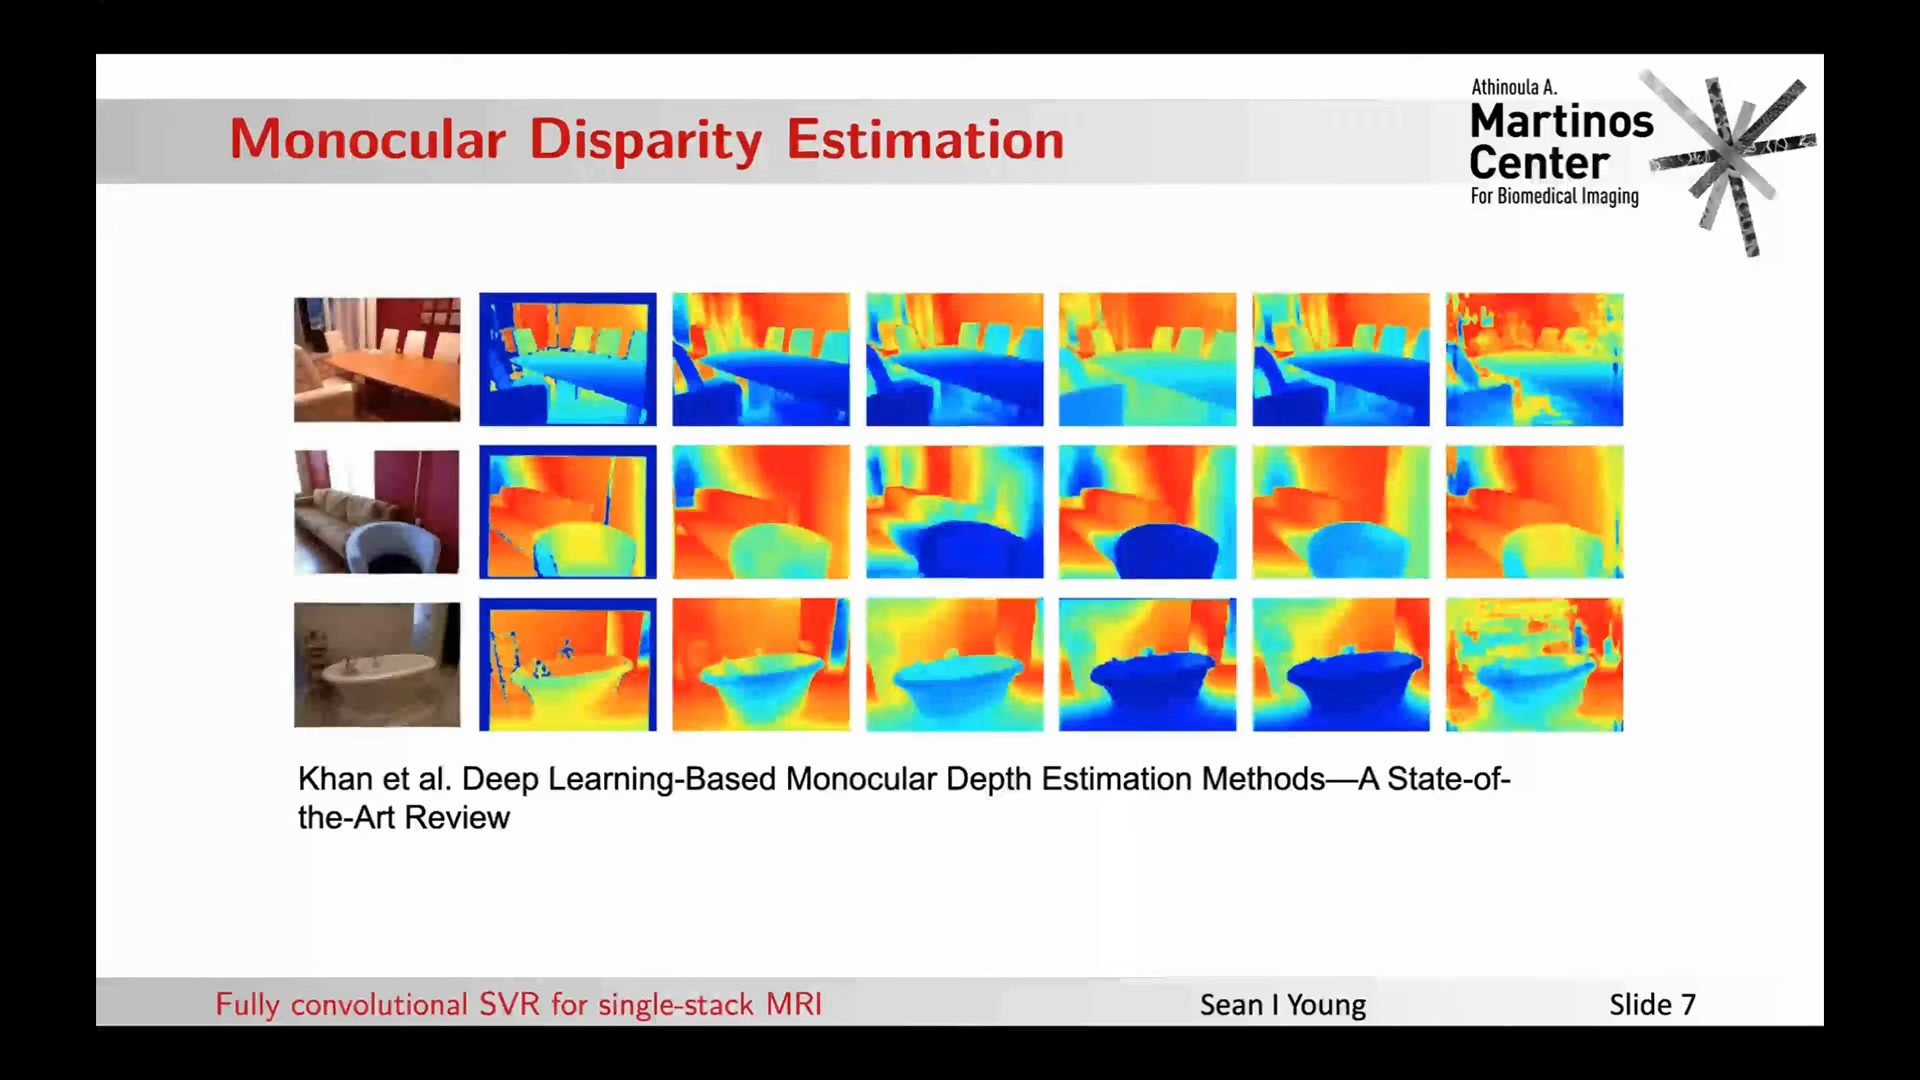 Monocular Disparity Estimation
Athinoula A.
Martinos
Center
For Biomedical Imaging
Khan et al. Deep Learning-Based Monocular Depth Estimation Methods—A State-of-
the-Art Review
Fully convolutional SVR for single-stack MRI
Sean I Young
Slide 7